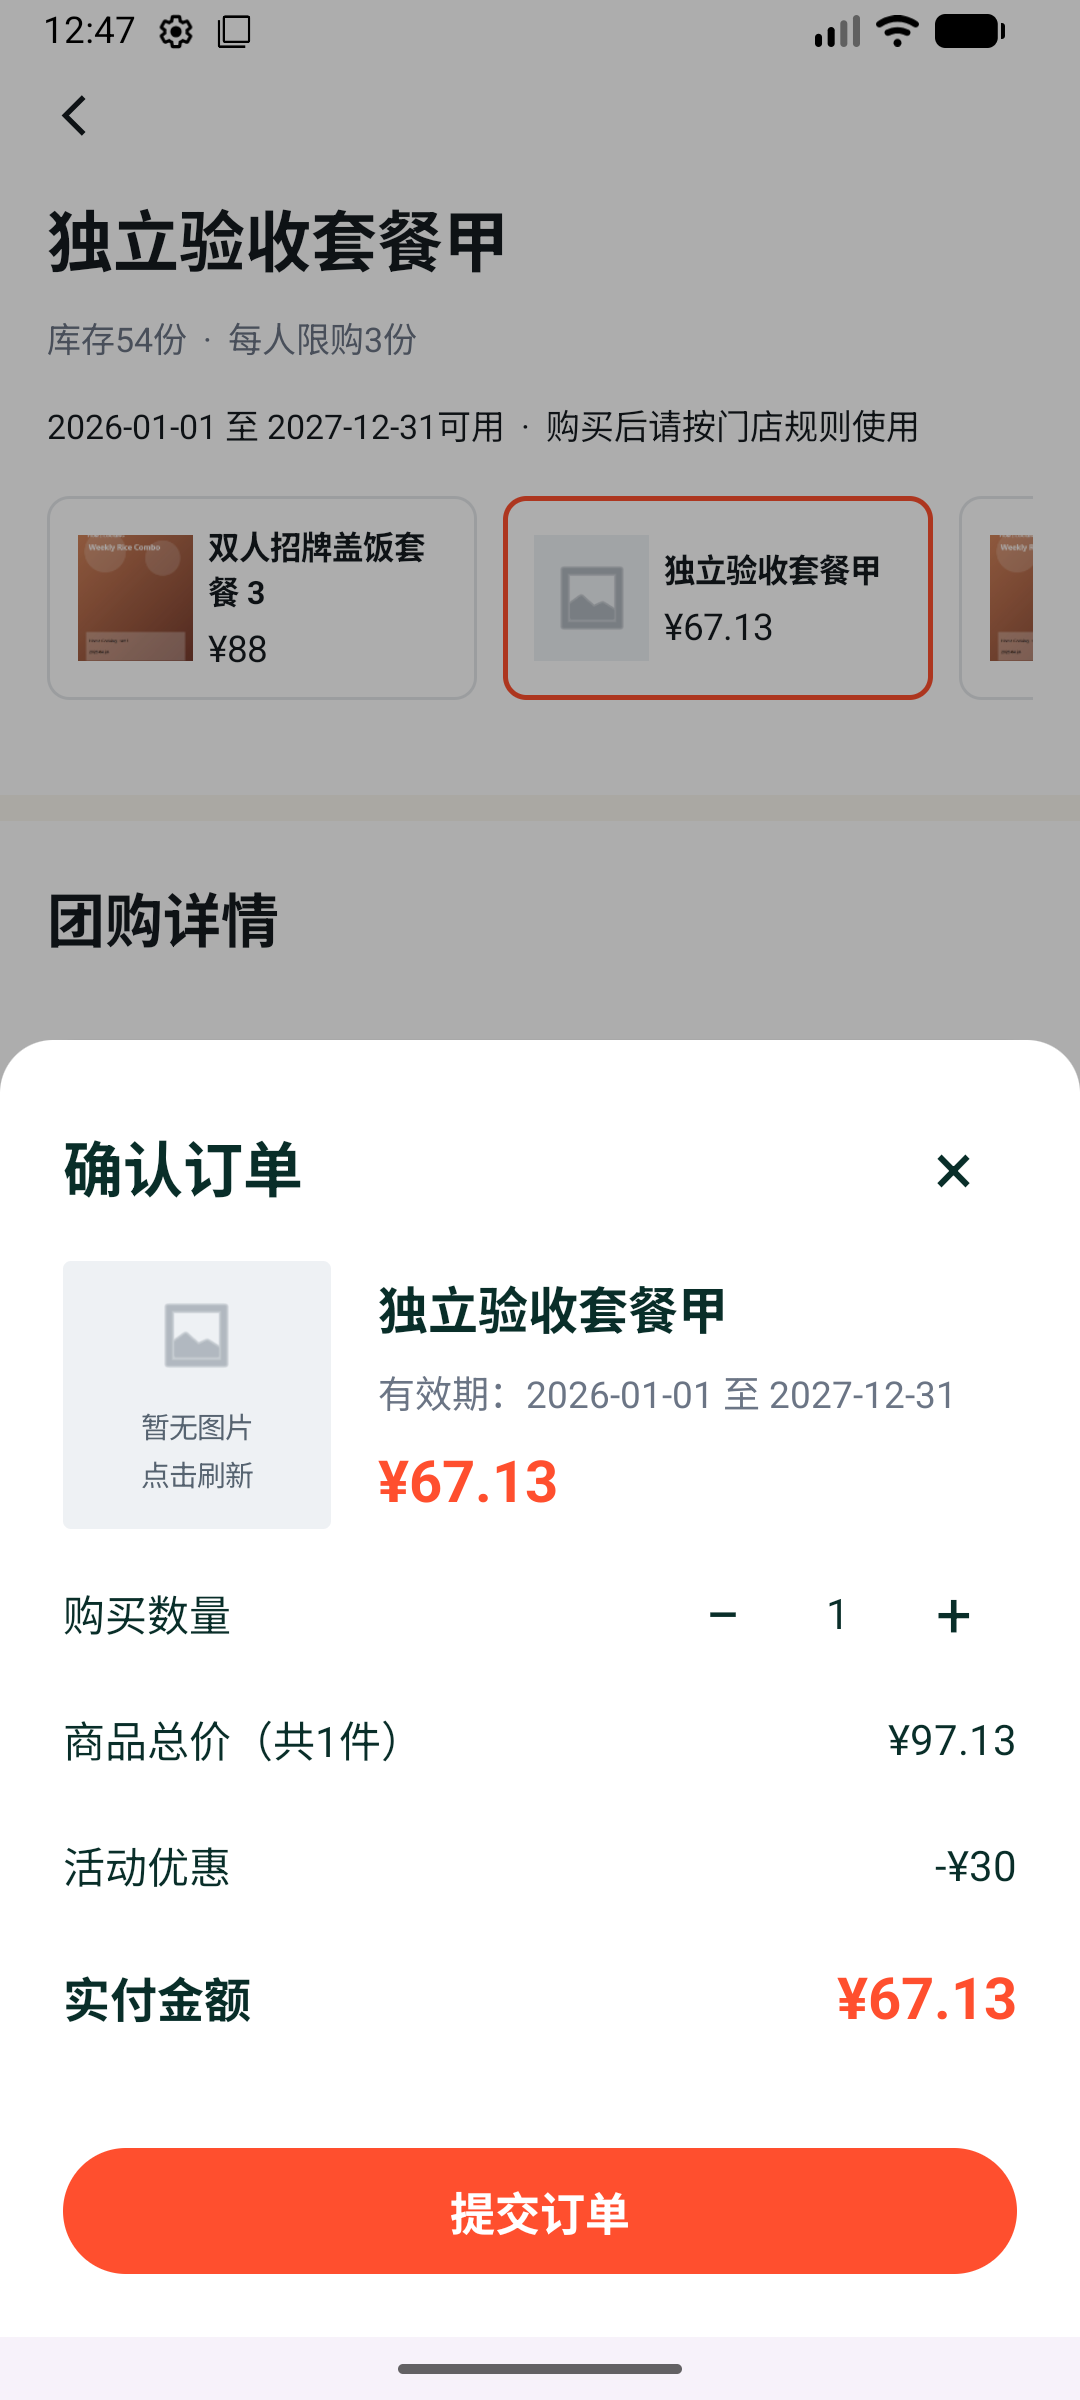 12:47
独立验收套餐甲
库存54份 · 每人限购3份
2026-01-01 至 2027-12-31可用 · 购买后请按门店规则使用
Weekly Rice Combo
双人招牌盖饭套
餐 3
¥88
独立验收套餐甲
¥67.13
Weekly R
团购详情
确认订单
暂无图片
点击刷新
独立验收套餐甲
有效期：2026-01-01 至 2027-12-31
¥67.13
购买数量
− 1 +
商品总价（共1件）
¥97.13
活动优惠
-¥30
实付金额
¥67.13
提交订单